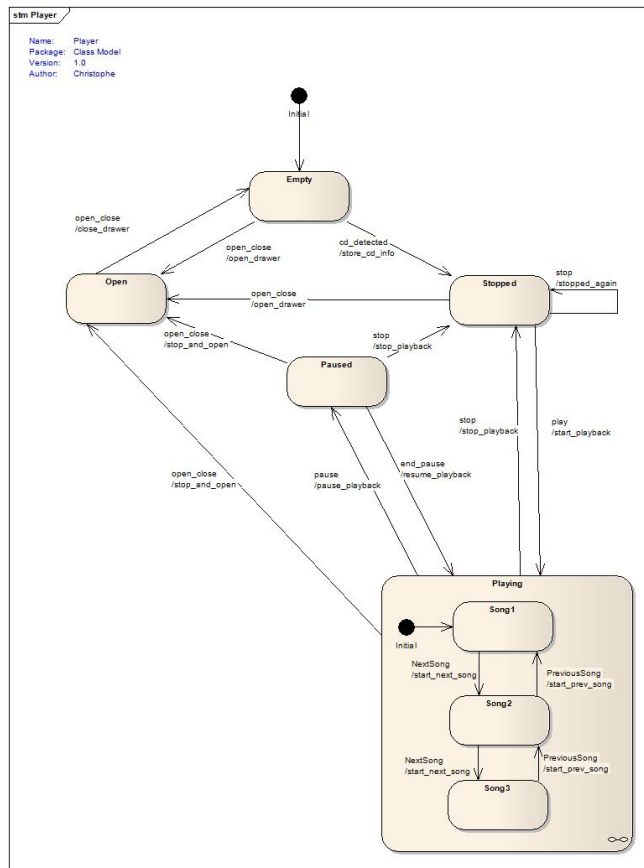 stm Player
Name: Player
Package: Class Model
Version: 1.0
Author: Christophe
Initial
Empty
open_close
/close_drawer
open_close
/open_drawer
cd_detected
/store_cd_info
Open
Stopped
stop
/stopped_again
open_close
/open_drawer
open_close
/stop_and_open
stop
/stop_playback
Paused
stop
/stop_playback
play
/start_playback
open_close
/stop_and_open
pause
/pause_playback
end_pause
/resume_playback
Playing
Song1
Initial
NextSong
/start_next_song
PreviousSong
/start_prev_song
Song2
NextSong
/start_next_song
PreviousSong
/start_prev_song
Song3